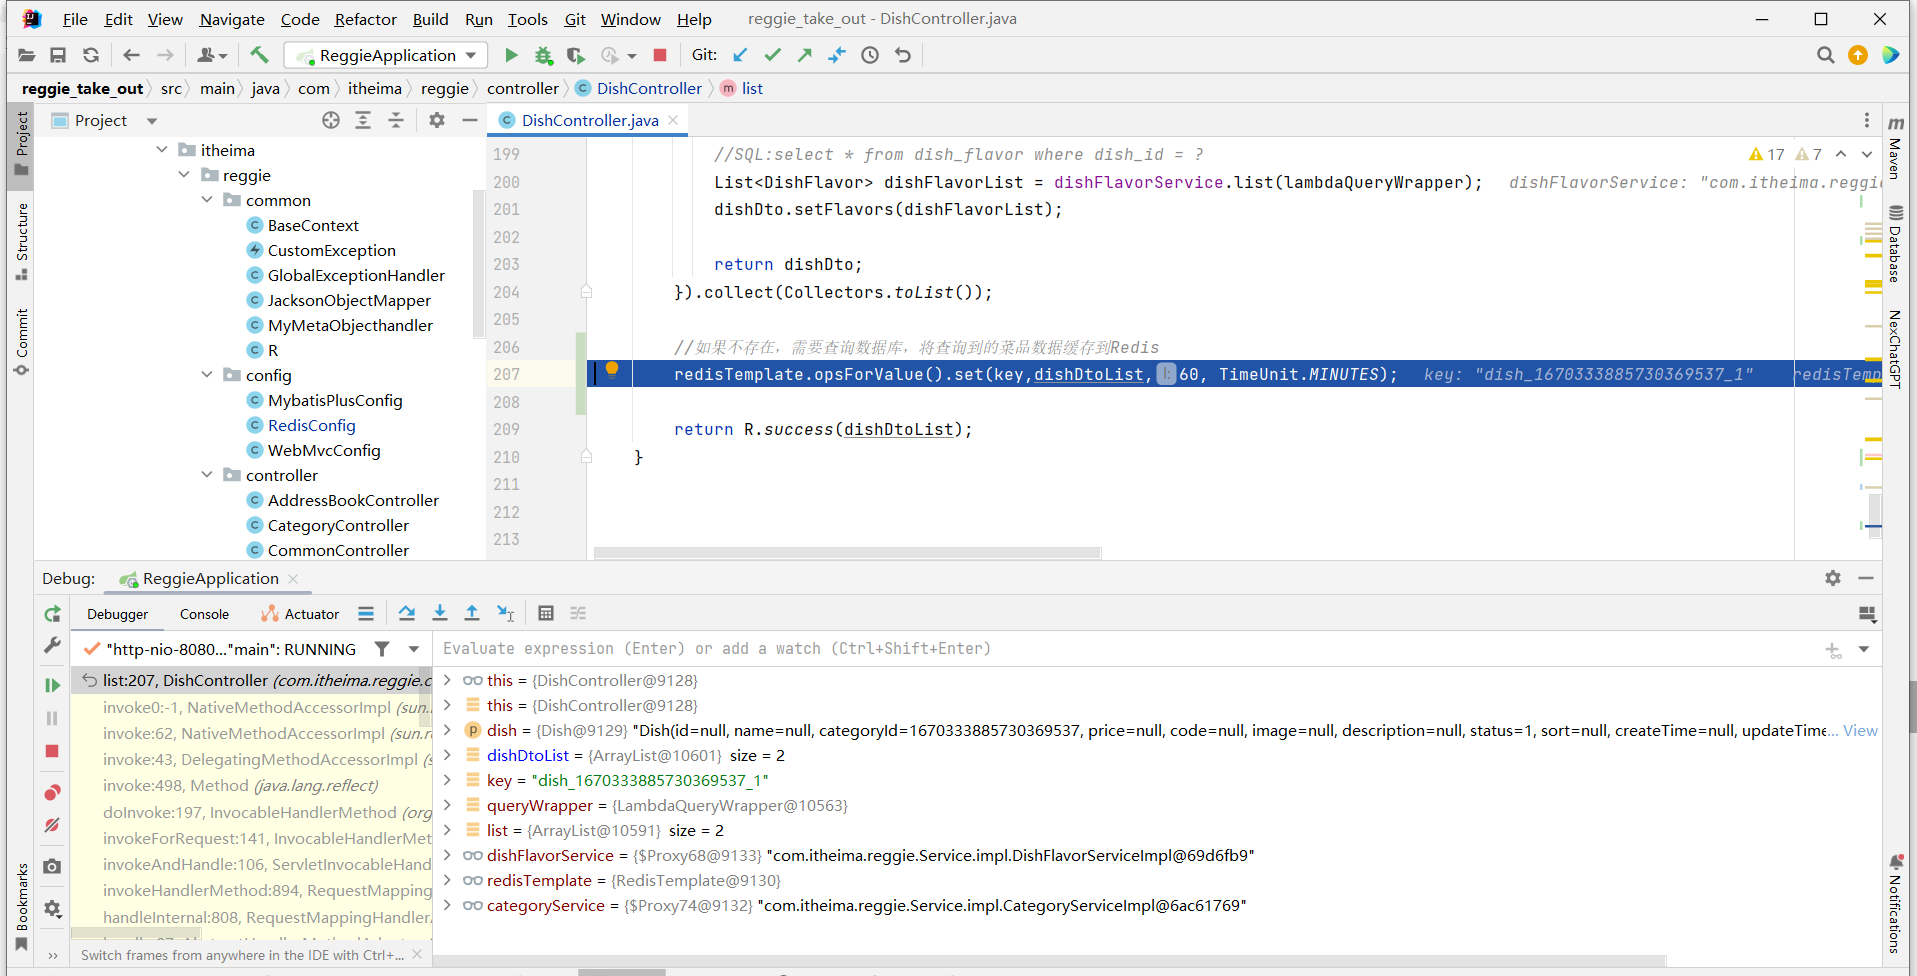 File Edit View Navigate Code Refactor Build Run Tools Git Window Help reggie_take_out - DishController.java
ReggieApplication Git:
reggie_take_out src main java com itheima reggie controller DishController list
Project
DishController.java
itheima
reggie
common
BaseContext
CustomException
GlobalExceptionHandler
JacksonObjectMapper
MyMetaObjecthandler
R
config
MybatisPlusConfig
RedisConfig
WebMvcConfig
controller
AddressBookController
CategoryController
CommonController
17 7
199 //SQL:select * from dish_flavor where dish_id = ?
200 List<DishFlavor> dishFlavorList = dishFlavorService.list(lambdaQueryWrapper); dishFlavorService: "com.itheima.reggi
201 dishDto.setFlavors(dishFlavorList);
202
203 return dishDto;
204 }).collect(Collectors.toList());
205
206 //如果不存在，需要查询数据库，将查询到的菜品数据缓存到Redis
207 redisTemplate.opsForValue().set(key,dishDtoList, l: 60, TimeUnit.MINUTES); key: "dish_1670333885730369537_1" redisTemp
208
209 return R.success(dishDtoList);
210 }
211
212
213
Project
Structure
Commit
Bookmarks
Maven
Database
NexChatGPT
Notifications
Debug: ReggieApplication
Debugger Console Actuator
"http-nio-8080..."main": RUNNING
Evaluate expression (Enter) or add a watch (Ctrl+Shift+Enter)
list:207, DishController (com.itheima.reggie.c
invoke0:-1, NativeMethodAccessorImpl (sun.
invoke:62, NativeMethodAccessorImpl (sun.re
invoke:43, DelegatingMethodAccessorImpl (s
invoke:498, Method (java.lang.reflect)
doInvoke:197, InvocableHandlerMethod (org
invokeForRequest:141, InvocableHandlerMet
invokeAndHandle:106, ServletInvocableHand
invokeHandlerMethod:894, RequestMapping
handleInternal:808, RequestMappingHandler
Switch frames from anywhere in the IDE with Ctrl+...
this = {DishController@9128}
this = {DishController@9128}
dish = {Dish@9129} "Dish(id=null, name=null, categoryId=1670333885730369537, price=null, code=null, image=null, description=null, status=1, sort=null, createTime=null, updateTime... View
dishDtoList = {ArrayList@10601} size = 2
key = "dish_1670333885730369537_1"
queryWrapper = {LambdaQueryWrapper@10563}
list = {ArrayList@10591} size = 2
dishFlavorService = {$Proxy68@9133} "com.itheima.reggie.Service.impl.DishFlavorServiceImpl@69d6fb9"
redisTemplate = {RedisTemplate@9130}
categoryService = {$Proxy74@9132} "com.itheima.reggie.Service.impl.CategoryServiceImpl@6ac61769"